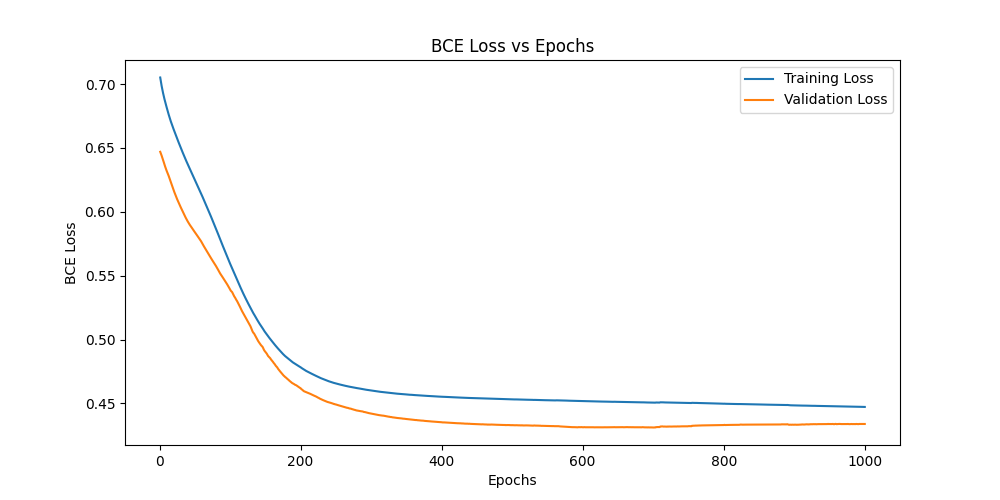 BCE Loss vs Epochs
Training Loss
Validation Loss
BCE Loss
0.70
0.65
0.60
0.55
0.50
0.45
0 200 400 600 800 1000
Epochs